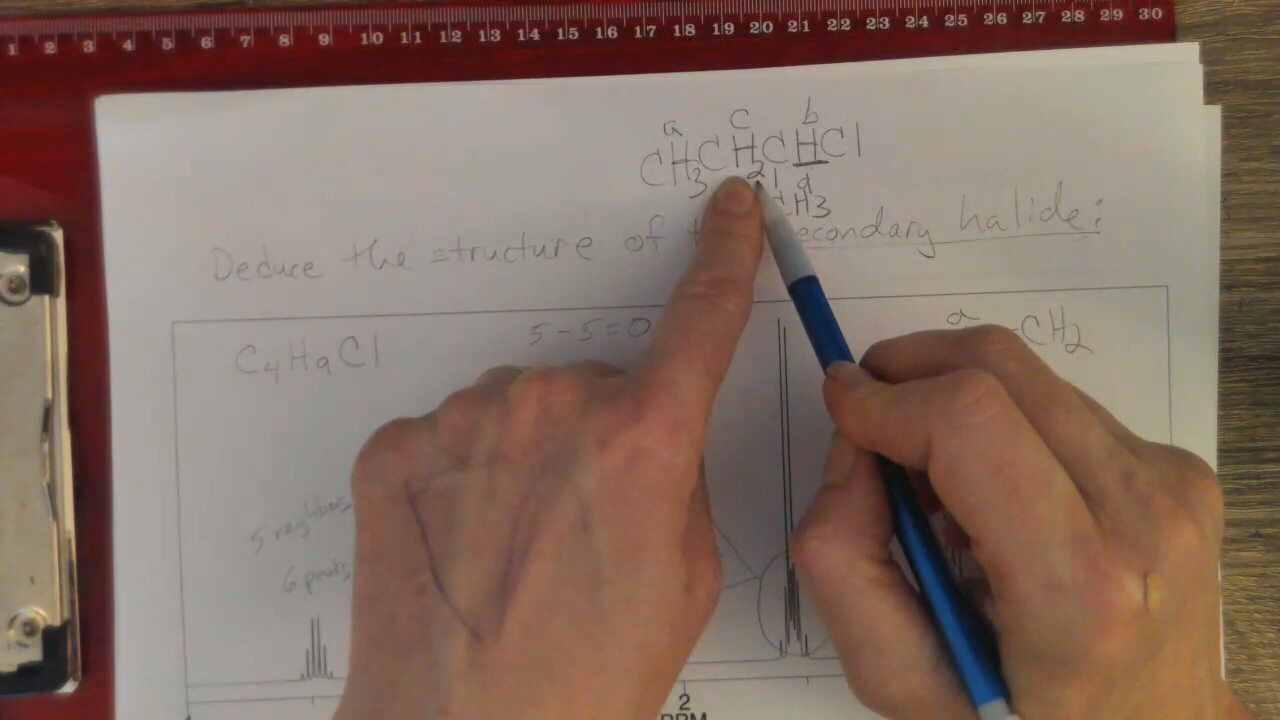 1 2 3 4 5 6 7 8 9 10 11 12 13 14 15 16 17 18 19 20 21 22 23 24 25 26 27 28 29 30
a c b
CH3CH2CHCl
a
CH3
Deduce the structure of secondary halide:
C4H9Cl
5-5=0
a
-CH2
5 neighbors
6 peaks
2
PPM